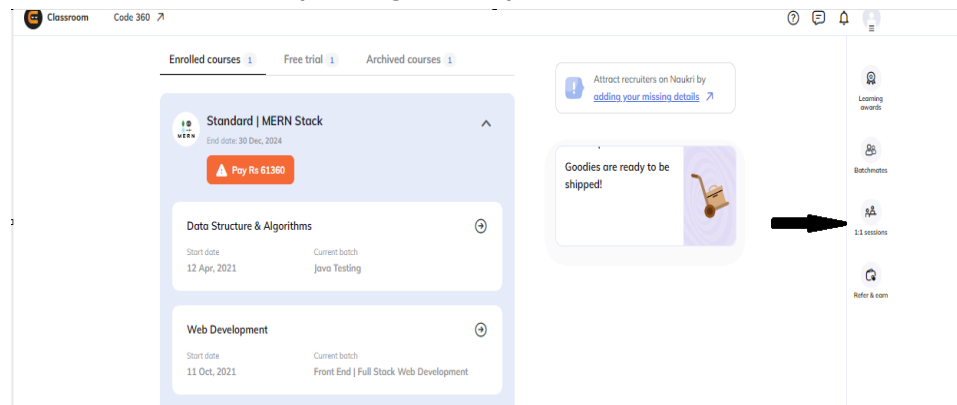 Classroom
Code 360
Enrolled courses 1
Free trial 1
Archived courses 1
Attract recruiters on Naukri by
adding your missing details
Learning
awards
Standard | MERN Stack
MERN
End date: 30 Dec, 2024
Pay Rs 61360
Goodies are ready to be
shipped!
Batchmates
Data Structure & Algorithms
1:1 sessions
Start date
Current batch
12 Apr, 2021
Java Testing
Refer & earn
Web Development
Start date
Current batch
11 Oct, 2021
Front End | Full Stack Web Development